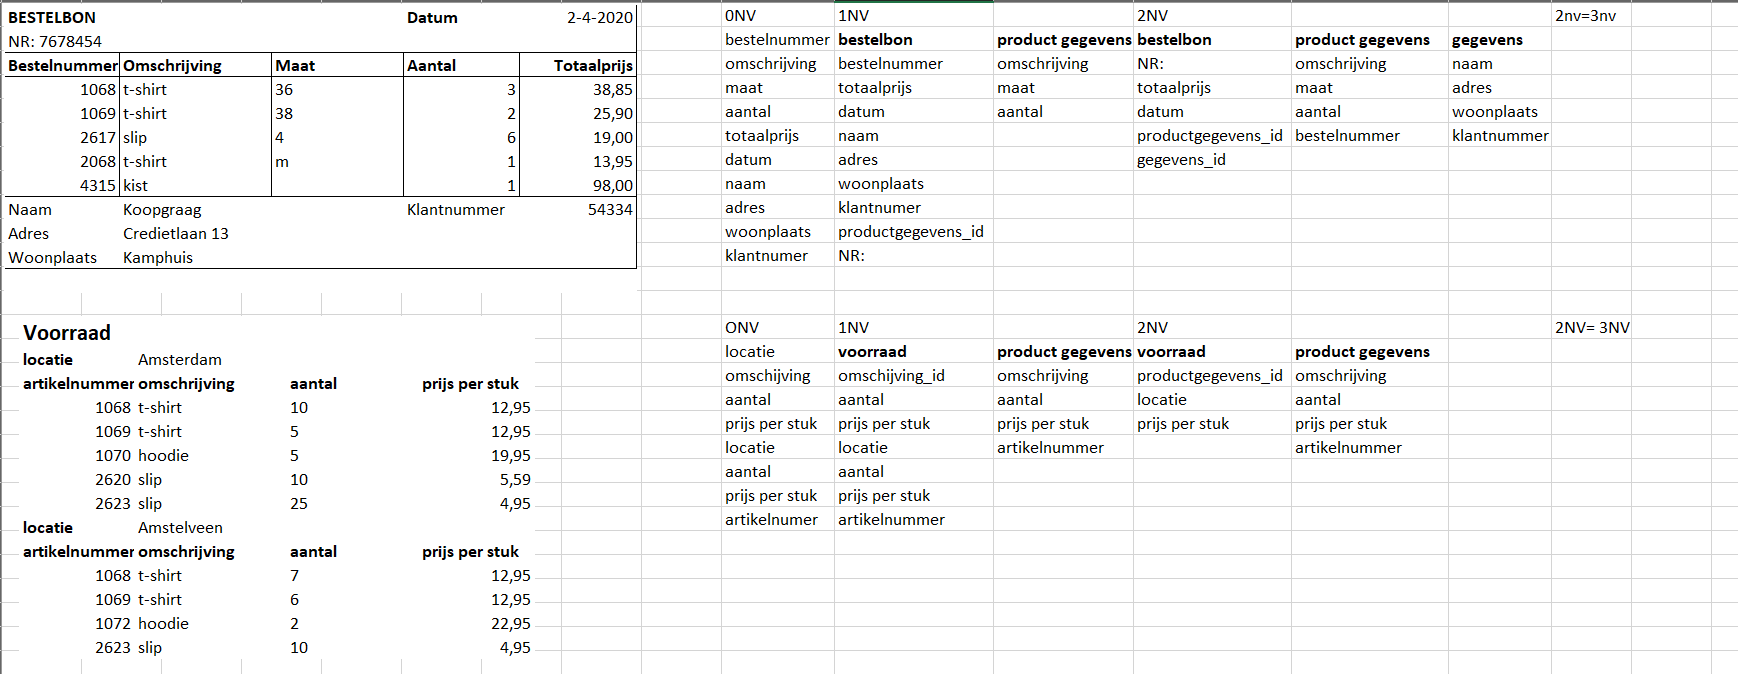 BESTELBON Datum 2-4-2020
NR: 7678454
Bestelnummer Omschrijving Maat Aantal Totaalprijs
1068 t-shirt 36 3 38,85
1069 t-shirt 38 2 25,90
2617 slip 4 6 19,00
2068 t-shirt m 1 13,95
4315 kist 1 98,00
Naam Koopgraag Klantnummer 54334
Adres Credietlaan 13
Woonplaats Kamphuis
0NV 1NV 2NV 2nv=3nv
bestelnummer bestelbon product gegevens bestelbon product gegevens gegevens
omschrijving bestelnummer omschrijving NR: omschrijving naam
maat totaalprijs maat totaalprijs maat adres
aantal datum aantal datum aantal woonplaats
totaalprijs naam productgegevens_id bestelnummer klantnummer
datum adres gegevens_id
naam woonplaats
adres klantnumer
woonplaats productgegevens_id
klantnumer NR:
Voorraad
locatie Amsterdam
artikelnummer omschrijving aantal prijs per stuk
1068 t-shirt 10 12,95
1069 t-shirt 5 12,95
1070 hoodie 5 19,95
2620 slip 10 5,59
2623 slip 25 4,95
locatie Amstelveen
artikelnummer omschrijving aantal prijs per stuk
1068 t-shirt 7 12,95
1069 t-shirt 6 12,95
1072 hoodie 2 22,95
2623 slip 10 4,95
ONV 1NV 2NV 2NV= 3NV
locatie voorraad product gegevens voorraad product gegevens
omschijving omschijving_id omschrijving productgegevens_id omschrijving
aantal aantal aantal locatie aantal
prijs per stuk prijs per stuk prijs per stuk prijs per stuk prijs per stuk
locatie locatie artikelnummer artikelnummer
aantal aantal
prijs per stuk prijs per stuk
artikelnumer artikelnummer